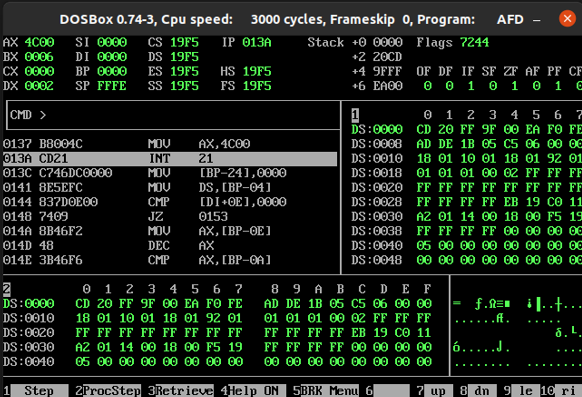 DOSBox 0.74-3, Cpu speed: 3000 cycles, Frameskip 0, Program: AFD
AX 4C00 SI 0000 CS 19F5 IP 013A Stack +0 0000 Flags 7244
BX 0006 DI 0000 DS 19F5 +2 20CD
CX 0000 BP 0000 ES 19F5 HS 19F5 +4 9FFF OF DF IF SF ZF AF PF CF
DX 0002 SP FFFE SS 19F5 FS 19F5 +6 EA00 0 0 1 0 1 0 1 0
CMD >
1 0 1 2 3 4 5 6 7
DS:0000 CD 20 FF 9F 00 EA F0 FE
0137 B8004C MOV AX,4C00 DS:0008 AD DE 1B 05 C5 06 00 00
013A CD21 INT 21 DS:0010 18 01 10 01 18 01 92 01
013C C746DC0000 MOV [BP-24],0000 DS:0018 01 01 01 00 02 FF FF FF
0141 8E5EFC MOV DS,[BP-04] DS:0020 FF FF FF FF FF FF FF FF
0144 837D0E00 CMP [DI+0E],0000 DS:0028 FF FF FF FF EB 19 C0 11
0148 7409 JZ 0153 DS:0030 A2 01 14 00 18 00 F5 19
014A 8B46F2 MOV AX,[BP-0E] DS:0038 FF FF FF FF 00 00 00 00
014D 48 DEC AX DS:0040 05 00 00 00 00 00 00 00
014E 3B46F6 CMP AX,[BP-0A] DS:0048 00 00 00 00 00 00 00 00
2 0 1 2 3 4 5 6 7 8 9 A B C D E F
DS:0000 CD 20 FF 9F 00 EA F0 FE AD DE 1B 05 C5 06 00 00
DS:0010 18 01 10 01 18 01 92 01 01 01 01 00 02 FF FF FF
DS:0020 FF FF FF FF FF FF FF FF FF FF FF FF EB 19 C0 11
DS:0030 A2 01 14 00 18 00 F5 19 FF FF FF FF 00 00 00 00
DS:0040 05 00 00 00 00 00 00 00 00 00 00 00 00 00 00 00
1 Step 2ProcStep 3Retrieve 4Help ON 5BRK Menu 6 7 up 8 dn 9 le 10 ri